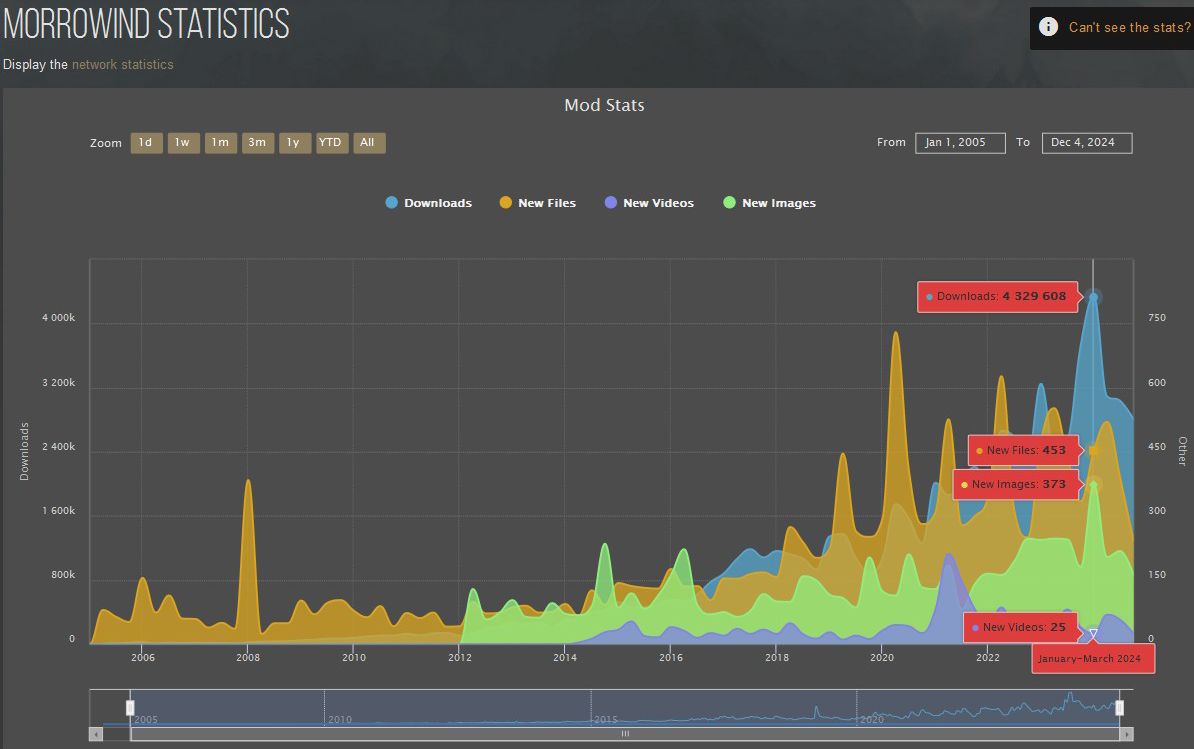 MORROWIND STATISTICS
Can't see the stats?
Display the network statistics
Mod Stats
Zoom 1d 1w 1m 3m 1y YTD All
From Jan 1, 2005 To Dec 4, 2024
Downloads New Files New Videos New Images
Downloads: 4 329 608
4 000k 750
3 200k 600
2 400k New Files: 453 450
Downloads Other
New Images: 373
1 600k 300
800k 150
New Videos: 25
0 0
2006 2008 2010 2012 2014 2016 2018 2020 2022 January–March 2024
2005 2010 2015 2020